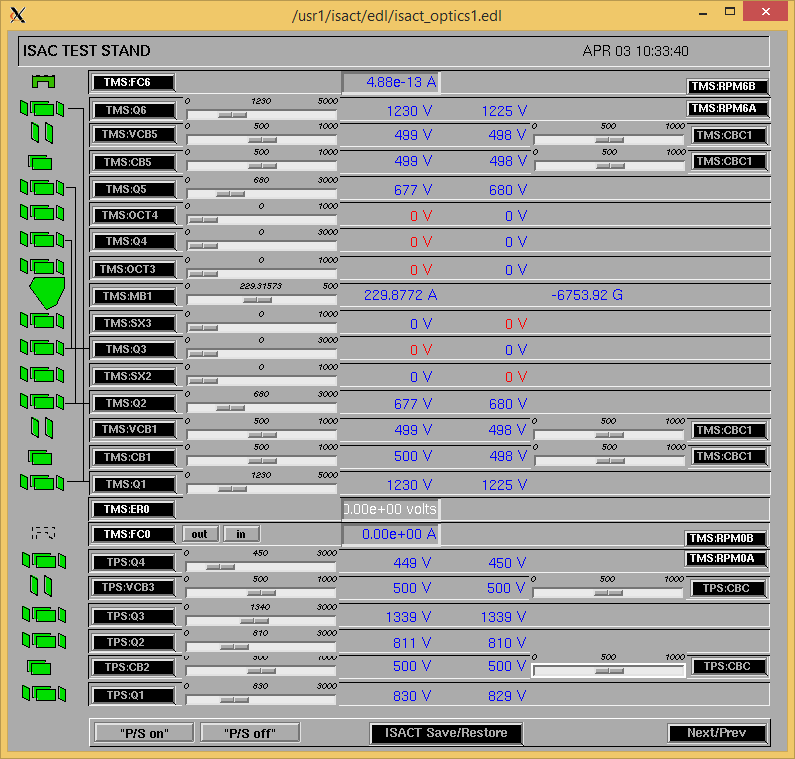 /usr1/isact/edl/isact_optics1.edl
ISAC TEST STAND APR 03 10:33:40
TMS:FC6 4.88e-13 A TMS:RPM6B
TMS:Q6 0 1230 5000 1230 V 1225 V TMS:RPM6A
TMS:VCB5 0 500 1000 499 V 498 V 0 500 1000 TMS:CBC1
TMS:CB5 0 500 1000 499 V 498 V 0 500 1000 TMS:CBC1
TMS:Q5 0 680 3000 677 V 680 V
TMS:OCT4 0 0 1000 0 V 0 V
TMS:Q4 0 0 3000 0 V 0 V
TMS:OCT3 0 0 1000 0 V 0 V
TMS:MB1 0 229.31573 500 229.8772 A -6753.92 G
TMS:SX3 0 0 1000 0 V 0 V
TMS:Q3 0 0 3000 0 V 0 V
TMS:SX2 0 0 1000 0 V 0 V
TMS:Q2 0 680 3000 677 V 680 V
TMS:VCB1 0 500 1000 499 V 498 V 0 500 1000 TMS:CBC1
TMS:CB1 0 500 1000 500 V 498 V 0 500 1000 TMS:CBC1
TMS:Q1 0 1230 5000 1230 V 1225 V
TMS:ER0 0.00e+00 volts
TMS:FC0 out in 0.00e+00 A TMS:RPM0B
TPS:Q4 0 450 3000 449 V 450 V TMS:RPM0A
TPS:VCB3 0 500 1000 500 V 500 V 0 500 1000 TPS:CBC
TPS:Q3 0 1340 3000 1339 V 1339 V
TPS:Q2 0 810 3000 811 V 810 V
TPS:CB2 0 500 1000 500 V 500 V 0 500 1000 TPS:CBC
TPS:Q1 0 830 3000 830 V 829 V
"P/S on" "P/S off" ISACT Save/Restore Next/Prev